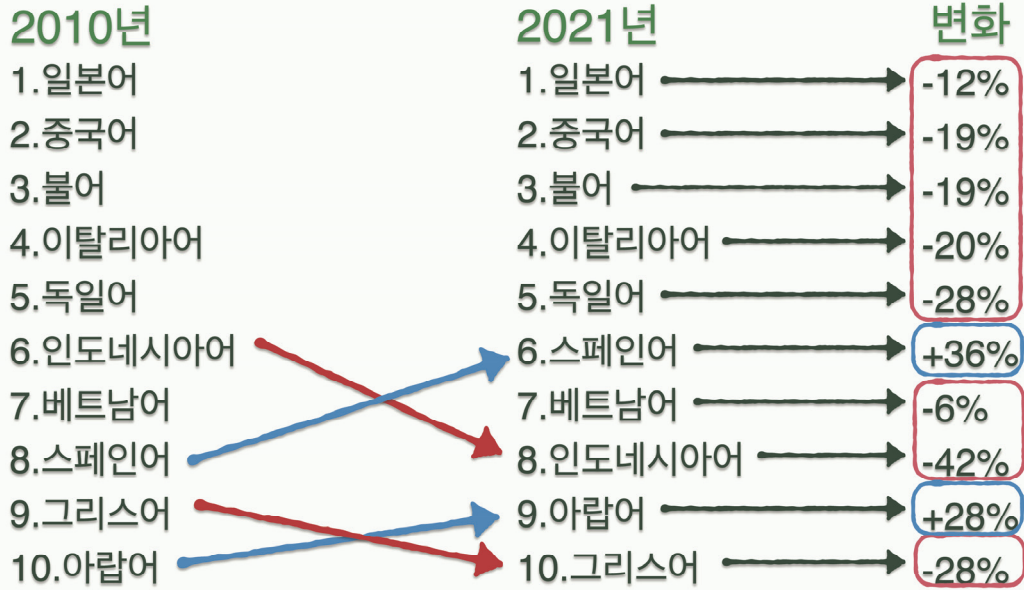 2010년 2021년 변화
1.일본어 1.일본어 -12%
2.중국어 2.중국어 -19%
3.불어 3.불어 -19%
4.이탈리아어 4.이탈리아어 -20%
5.독일어 5.독일어 -28%
6.인도네시아어 6.스페인어 +36%
7.베트남어 7.베트남어 -6%
8.스페인어 8.인도네시아어 -42%
9.그리스어 9.아랍어 +28%
10.아랍어 10.그리스어 -28%